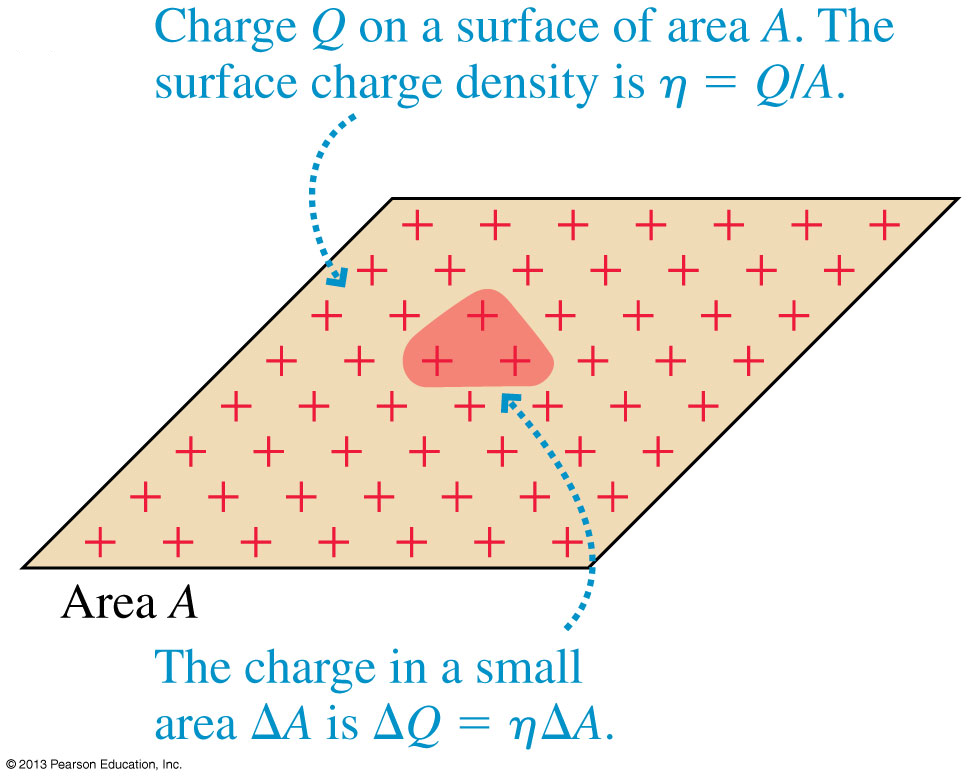 Charge Q on a surface of area A. The
surface charge density is η = Q/A.
Area A
The charge in a small
area ΔA is ΔQ = ηΔA.
© 2013 Pearson Education, Inc.